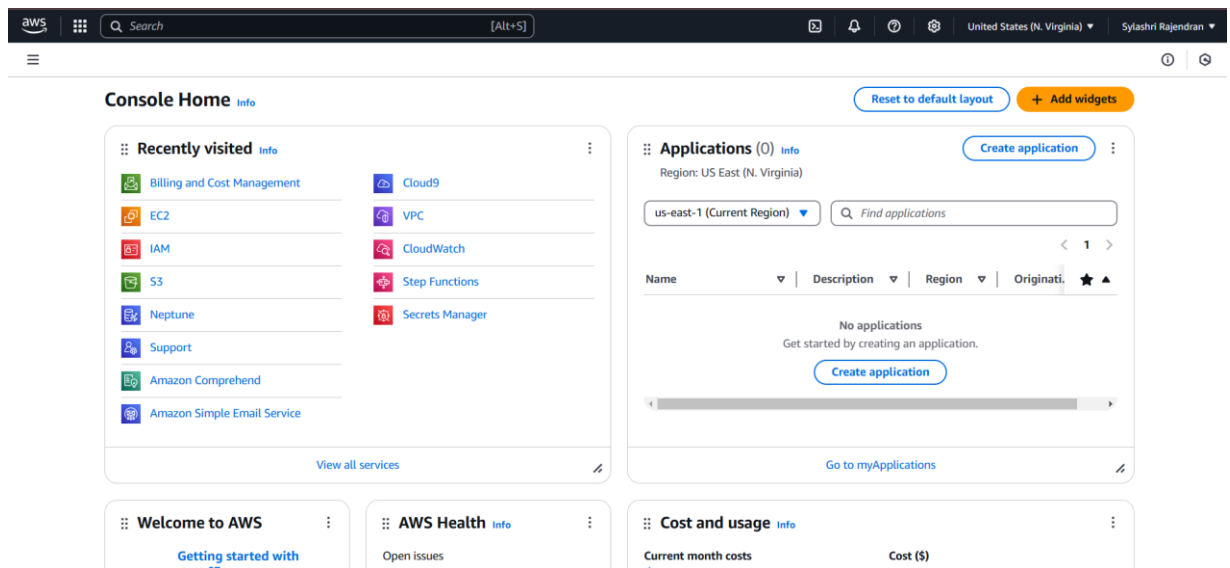 aws
Search [Alt+S]
United States (N. Virginia)
Sylashri Rajendran
Console Home Info
Reset to default layout
+ Add widgets
Recently visited Info
Billing and Cost Management
EC2
IAM
S3
Neptune
Support
Amazon Comprehend
Amazon Simple Email Service
Cloud9
VPC
CloudWatch
Step Functions
Secrets Manager
View all services
Applications (0) Info
Create application
Region: US East (N. Virginia)
us-east-1 (Current Region)
Find applications
1
Name Description Region Originati.
No applications
Get started by creating an application.
Create application
Go to myApplications
Welcome to AWS
Getting started with
AWS Health Info
Open issues
Cost and usage Info
Current month costs Cost ($)